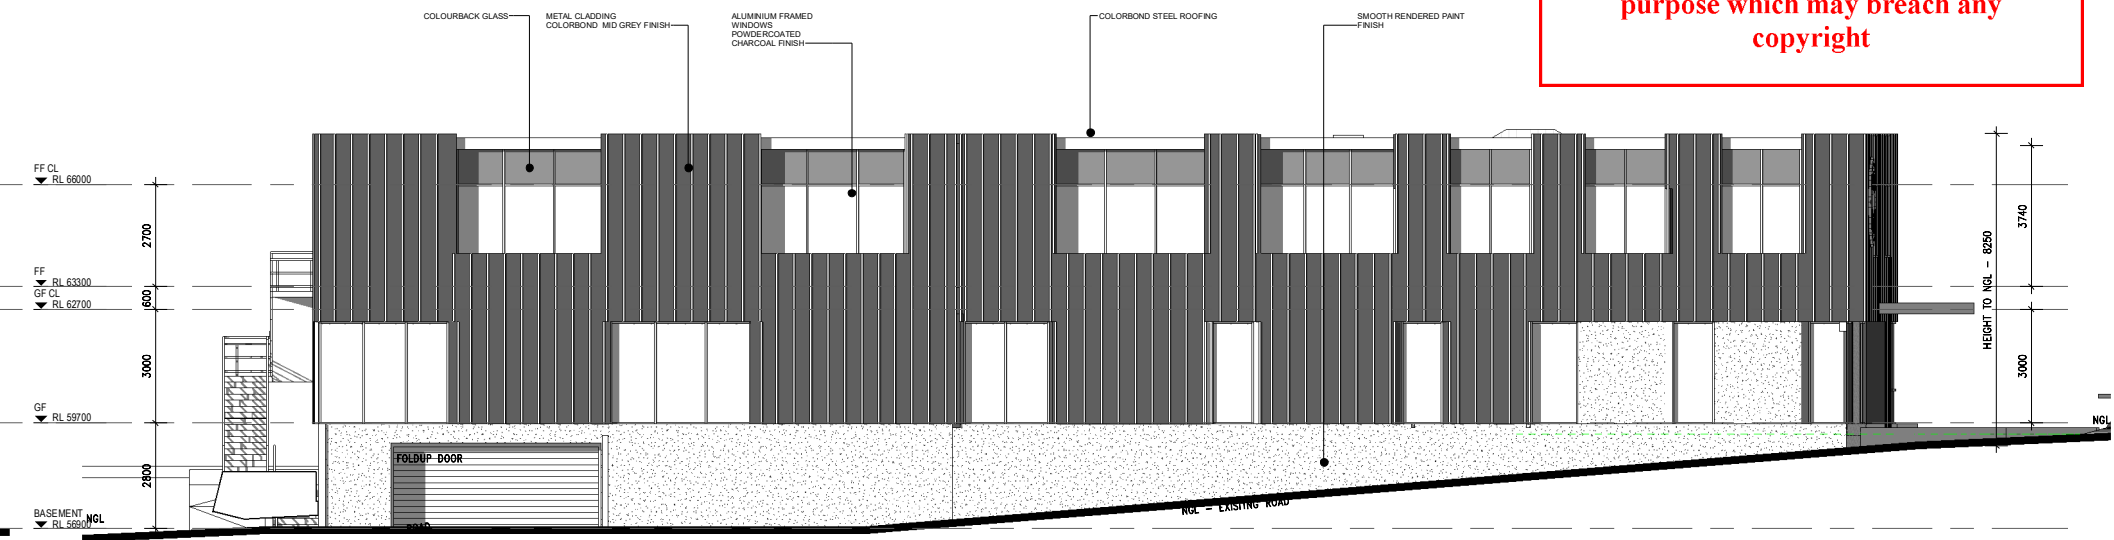 purpose which may breach any
copyright
COLOURBACK GLASS
METAL CLADDING
COLORBOND MID GREY FINISH
ALUMINIUM FRAMED
WINDOWS
POWDERCOATED
CHARCOAL FINISH
COLORBOND STEEL ROOFING
SMOOTH RENDERED PAINT
FINISH
FF CL
RL 66000
2700
FF
RL 63300
600
GF CL
RL 62700
3000
GF
RL 59700
2800
BASEMENT
RL 56900
NGL
FOLDUP DOOR
ROAD
NGL - EXISITNG ROAD
HEIGHT TO NGL - 8250
3740
3000
NGL